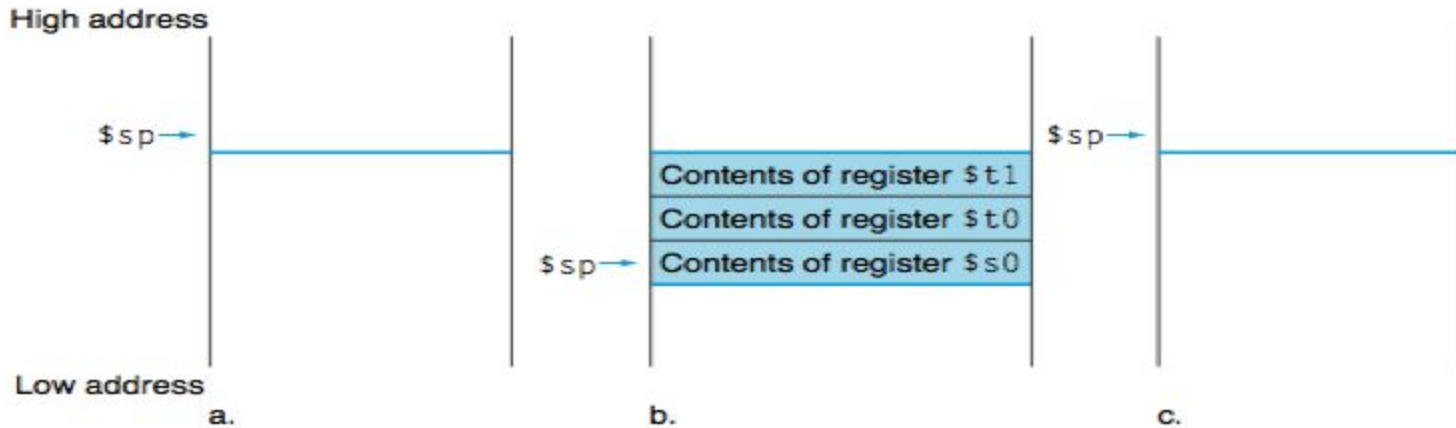 High address
$sp
$sp
Contents of register $t1
Contents of register $t0
$sp
Contents of register $s0
Low address
a.
b.
c.